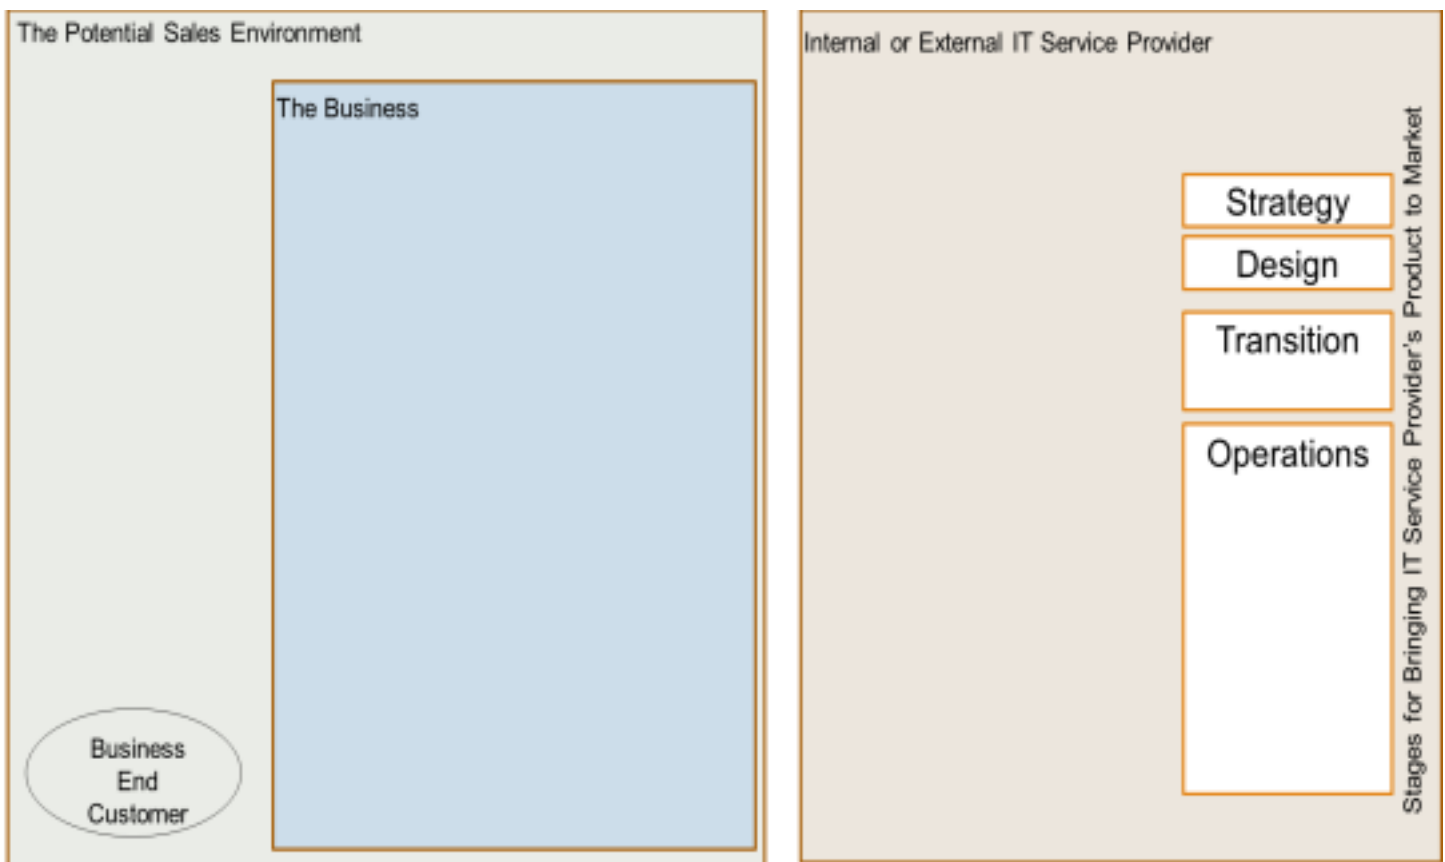 The Potential Sales Environment
The Business
Business
End
Customer
Internal or External IT Service Provider
Strategy
Design
Transition
Operations
Stages for Bringing IT Service Provider's Product to Market